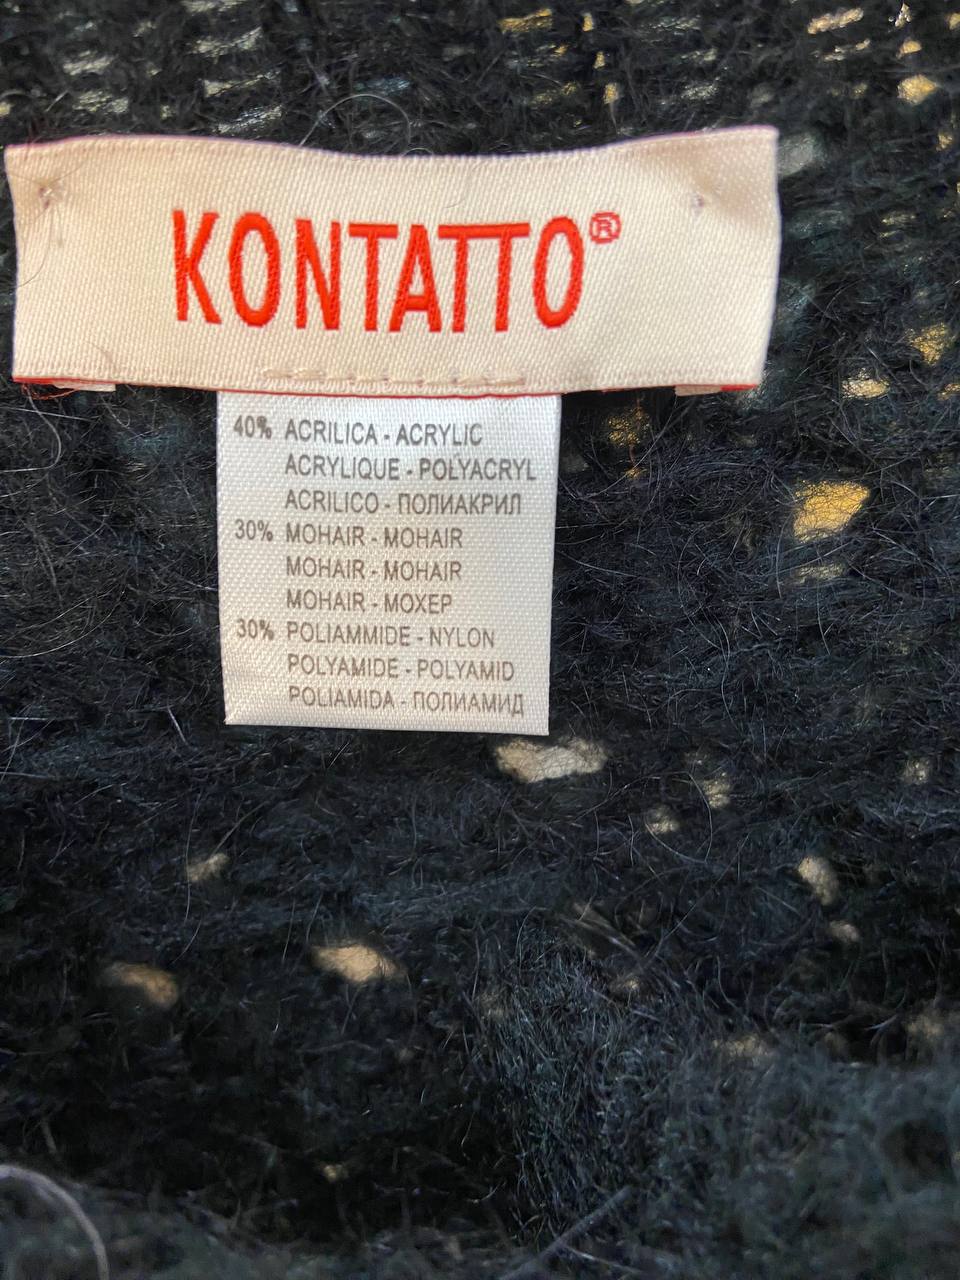 KONTATTO®
40% ACRILICA - ACRYLIC
ACRYLIQUE - POLYACRYL
ACRILICO - ПОЛИАКРИЛ
30% MOHAIR - MOHAIR
MOHAIR - MOHAIR
MOHAIR - МОХЕР
30% POLIAMMIDE - NYLON
POLYAMIDE - POLYAMID
POLIAMIDA - ПОЛИАМИД